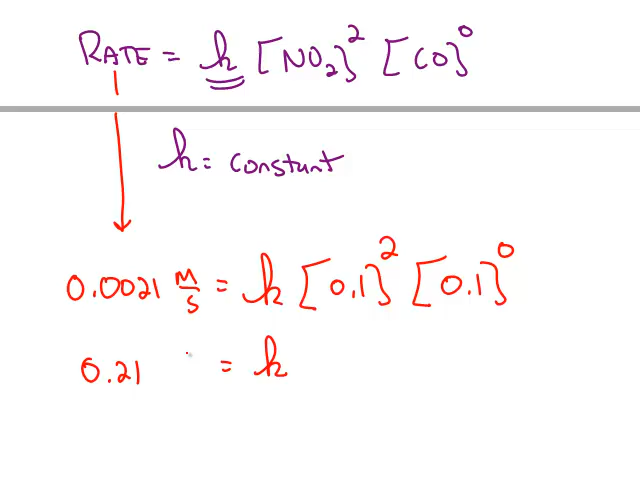 RATE = k [NO₂]² [CO]⁰
k = constant
0.0021 M/S = k [0.1]² [0.1]⁰
0.21 = k